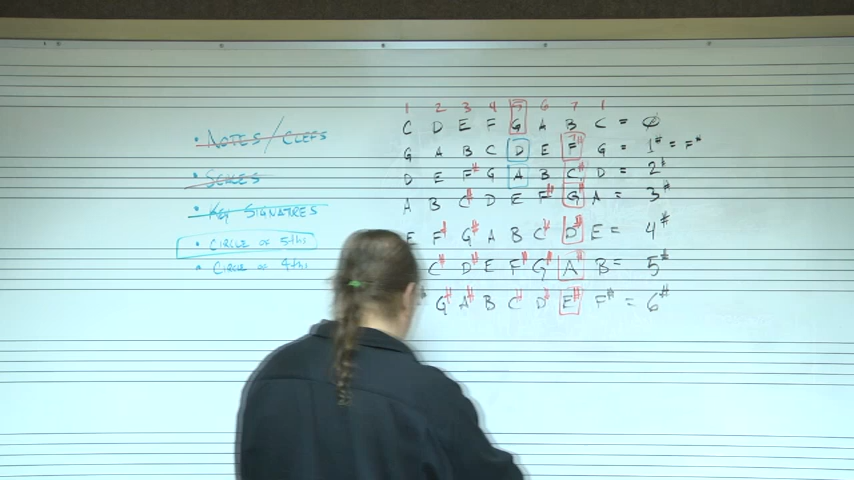 • NOTES/CLEFS
• SCALES
• KEY SIGNATRES
• CIRCLE OF 5ths
• CIRCLE OF 4ths
1 2 3 4 5 6 7 1
C D E F G A B C = Ø
G A B C D E F# G = 1# = F#
D E F# G A B C# D = 2#
A B C# D E F# G# A = 3#
E F# G# A B C# D# E = 4#
C# D# E F# G# A# B = 5#
# G# A# B C# D# E# F# = 6#